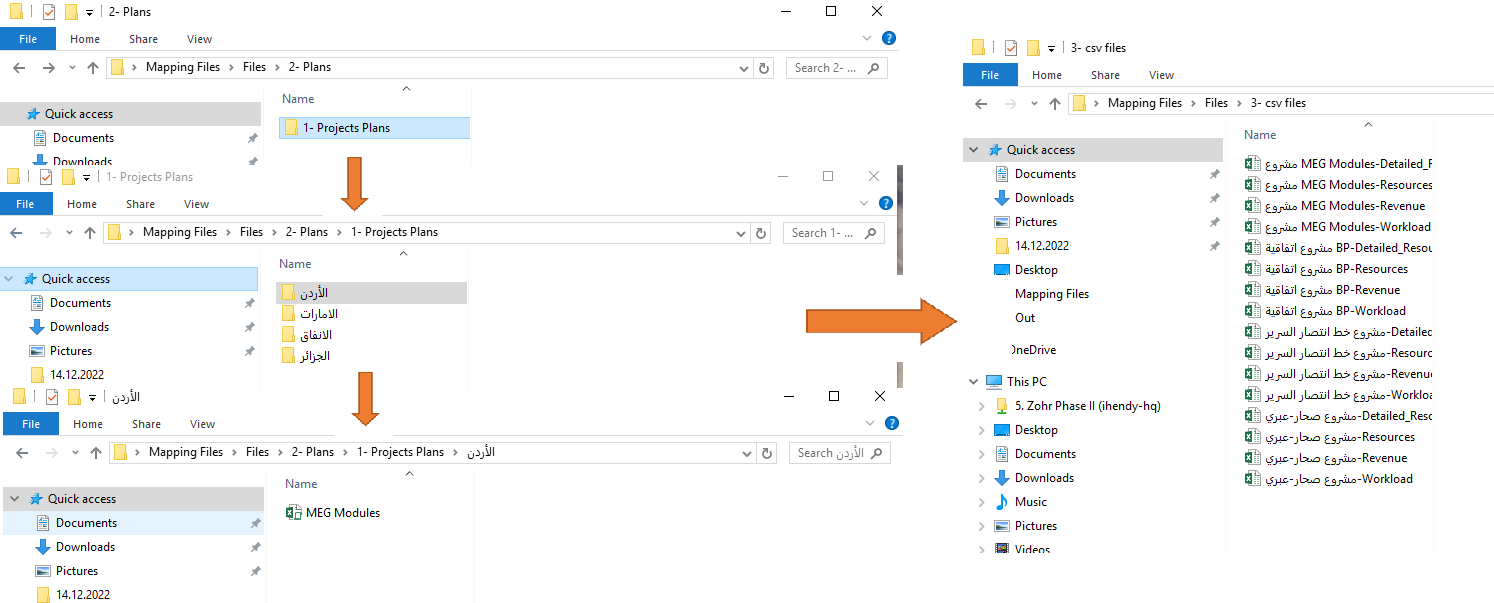 2- Plans
File Home Share View
Mapping Files Files 2- Plans
Search 2- ...
Quick access
Documents
Downloads
Name
1- Projects Plans
1- Projects Plans
File Home Share View
Mapping Files Files 2- Plans 1- Projects Plans
Search 1- ...
Quick access
Documents
Downloads
Pictures
14.12.2022
Name
الأردن
الامارات
الانفاق
الجزائر
الأردن
File Home Share View
Mapping Files Files 2- Plans 1- Projects Plans الأردن
Search الأردن
Quick access
Documents
Downloads
Pictures
14.12.2022
Name
MEG Modules
3- csv files
File Home Share View
Mapping Files Files 3- csv files
Quick access
Documents
Downloads
Pictures
14.12.2022
Desktop
Mapping Files
Out
OneDrive
This PC
5. Zohr Phase II (ihendy-hq)
Desktop
Documents
Downloads
Music
Pictures
Videos
Name
مشروع MEG Modules-Detailed_R
مشروع MEG Modules-Resources
مشروع MEG Modules-Revenue
مشروع MEG Modules-Workload
مشروع اتفاقية BP-Detailed_Resou
مشروع اتفاقية BP-Resources
مشروع اتفاقية BP-Revenue
مشروع اتفاقية BP-Workload
مشروع خط انتصار السرير-Detailed
مشروع خط انتصار السرير-Resourc
مشروع خط انتصار السرير-Revenue
مشروع خط انتصار السرير-Workloa
مشروع صحار-عبري-Detailed_Resc
مشروع صحار-عبري-Resources
مشروع صحار-عبري-Revenue
مشروع صحار-عبري-Workload